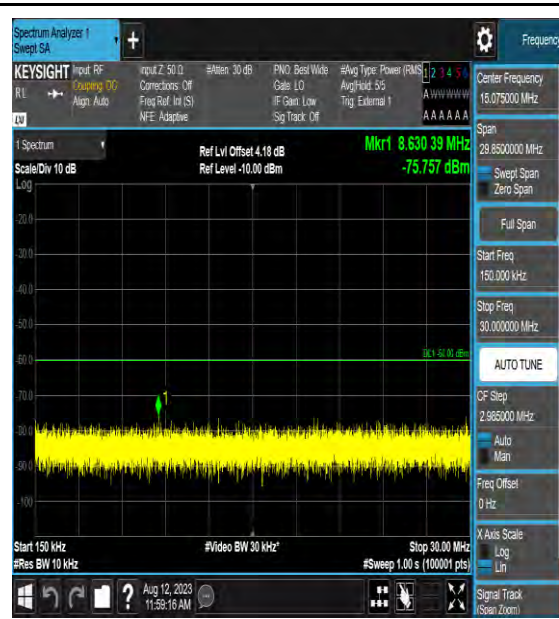 Spectrum Analyzer 1
Swept SA
Frequency
KEYSIGHT Input: RF Input Z: 50 Ω #Atten: 30 dB PNO: Best Wide #Avg Type: Power (RMS 1 2 3 4 5 6
RL Coupling: DC Corrections: Off Gate: LO Avg|Hold: 5/5 A W W W W W
Align: Auto Freq Ref: Int (S) IF Gain: Low Trig: External 1
NFE: Adaptive Sig Track: Off A A A A A A
1 Spectrum
Ref Lvl Offset 4.18 dB
Mkr1 8.630 39 MHz
Scale/Div 10 dB
Ref Level -10.00 dBm
-75.757 dBm
Log
-20.0
-30.0
-40.0
-50.0
DL1 -60.00 dBm
-60.0
-70.0
1
-80.0
-90.0
-100
Start 150 kHz
#Video BW 30 kHz*
Stop 30.00 MHz
#Res BW 10 kHz
#Sweep 1.00 s (100001 pts)
Center Frequency
15.075000 MHz
Span
29.8500000 MHz
Swept Span
Zero Span
Full Span
Start Freq
150.000 kHz
Stop Freq
30.000000 MHz
AUTO TUNE
CF Step
2.985000 MHz
Auto
Man
Freq Offset
0 Hz
X Axis Scale
Log
Lin
Signal Track
(Span Zoom)
?
Aug 12, 2023
11:59:16 AM